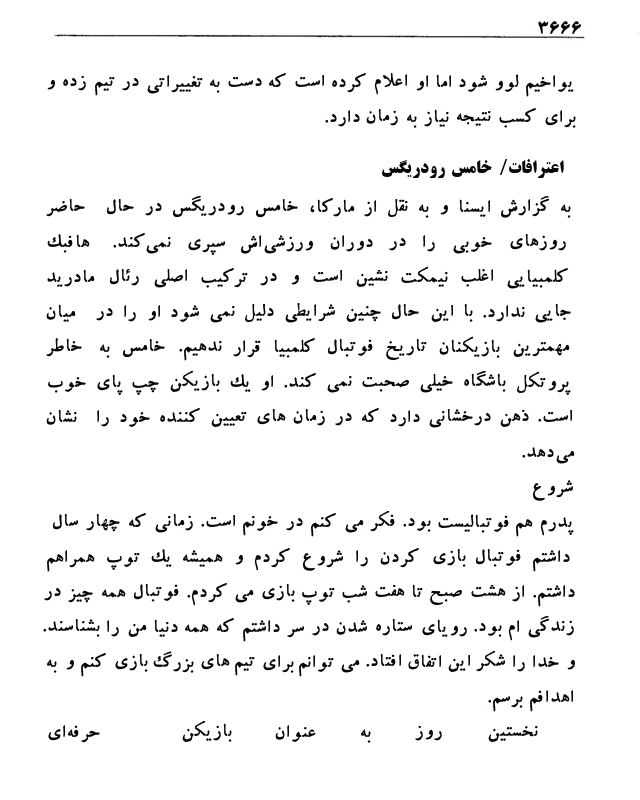 ۳۶۶۶
یواخیم لوو شود اما او اعلام کرده است که دست به تغییراتی در تیم زده و
برای کسب نتیجه نیاز به زمان دارد.
اعترافات/ خامس رودریگس
به گزارش ایسنا و به نقل از مارکا، خامس رودریگس در حال حاضر
روزهای خوبی را در دوران ورزشی‌اش سپری نمی‌کند. هافبک
کلمبیایی اغلب نیمکت نشین است و در ترکیب اصلی رئال مادرید
جایی ندارد. با این حال چنین شرایطی دلیل نمی شود او را در میان
مهمترین بازیکنان تاریخ فوتبال کلمبیا قرار ندهیم. خامس به خاطر
پروتکل باشگاه خیلی صحبت نمی کند. او یک بازیکن چپ پای خوب
است. ذهن درخشانی دارد که در زمان های تعیین کننده خود را نشان
می‌دهد.
شروع
پدرم هم فوتبالیست بود. فکر می کنم در خونم است. زمانی که چهار سال
داشتم فوتبال بازی کردن را شروع کردم و همیشه یک توپ همراهم
داشتم. از هشت صبح تا هفت شب توپ بازی می کردم. فوتبال همه چیز در
زندگی ام بود. رویای ستاره شدن در سر داشتم که همه دنیا من را بشناسند.
و خدا را شکر این اتفاق افتاد. می توانم برای تیم های بزرگ بازی کنم و به
اهدافم برسم.
نخستین روز به عنوان بازیکن حرفه‌ای